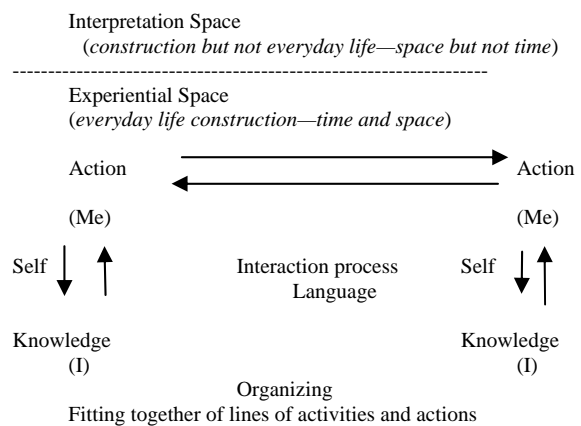 Interpretation Space
(construction but not everyday life—space but not time)
Experiential Space
(everyday life construction—time and space)
Action Action
(Me) (Me)
Self Interaction process Self
Language
Knowledge Knowledge
(I) (I)
Organizing
Fitting together of lines of activities and actions